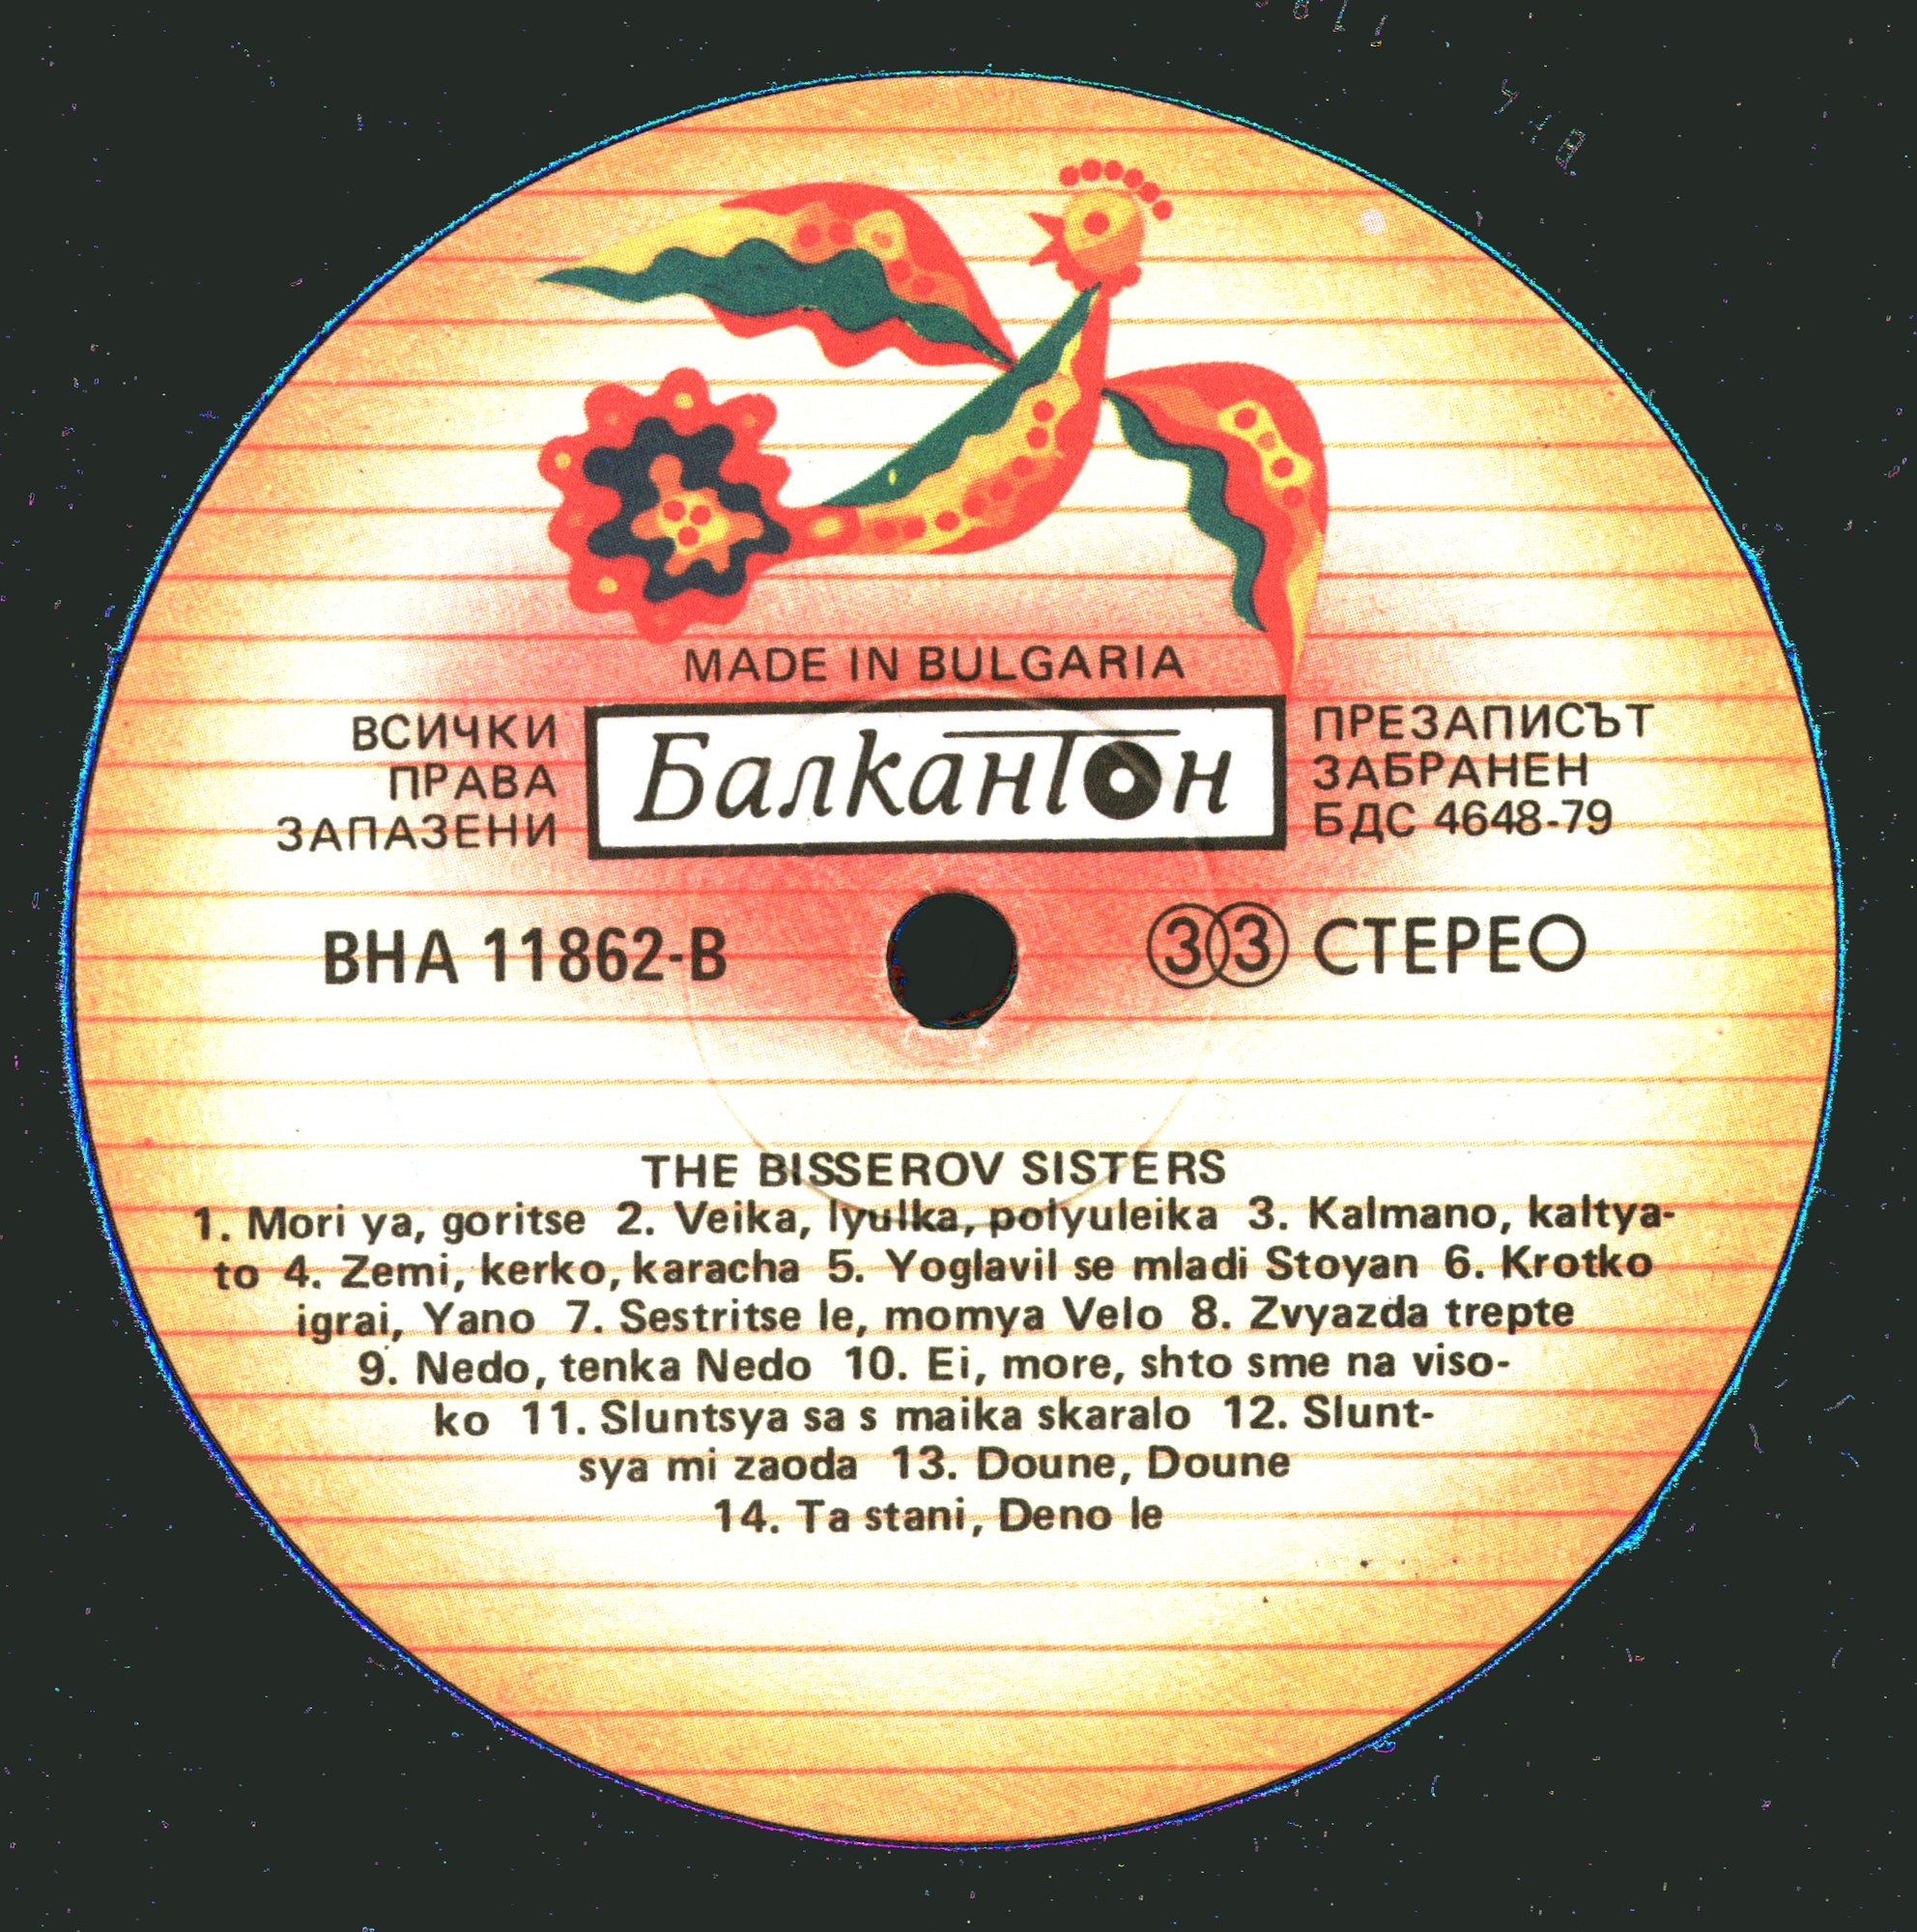 MADE IN BULGARIA
ВСИЧКИ
ПРАВА
ЗАПАЗЕНИ
Балкантон
ПРЕЗАПИСЪТ
ЗАБРАНЕН
БДС 4648-79
ВНА 11862-В
33 СТЕРЕО
THE BISSEROV SISTERS
1. Mori ya, goritse 2. Veika, lyulka, polyuleika 3. Kalmano, kaltya-
to 4. Zemi, kerko, karacha 5. Yoglavil se mladi Stoyan 6. Krotko
igrai, Yano 7. Sestritse le, momya Velo 8. Zvyazda trepte
9. Nedo, tenka Nedo 10. Ei, more, shto sme na viso-
ko 11. Sluntsya sa s maika skaralo 12. Slunt-
sya mi zaoda 13. Doune, Doune
14. Ta stani, Deno le